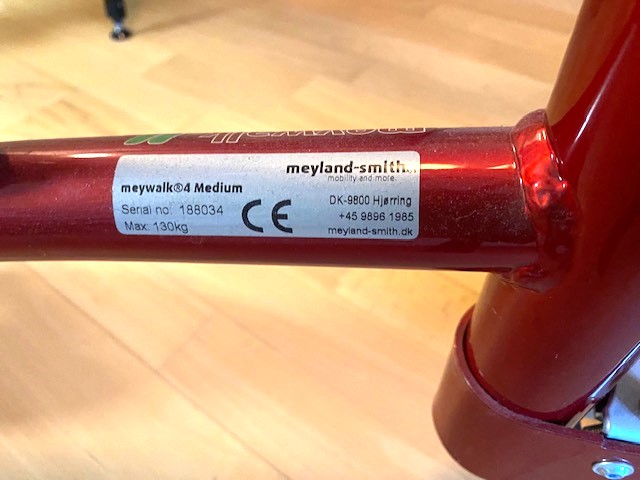 meywalk
meyland-smith
mobility and more.
meywalk®4 Medium
Serial no: 188034
Max: 130kg
CE
DK-9800 Hjørring
+45 9896 1985
meyland-smith.dk